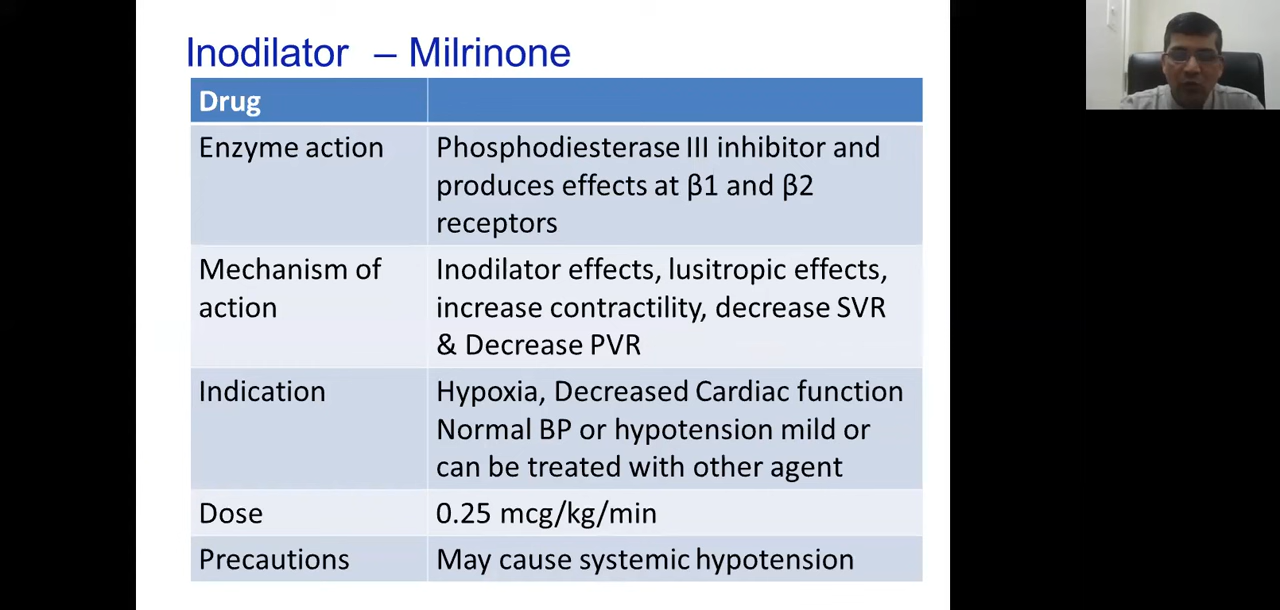 Inodilator – Milrinone
Drug
Enzyme action
Phosphodiesterase III inhibitor and
produces effects at β1 and β2
receptors
Mechanism of
action
Inodilator effects, lusitropic effects,
increase contractility, decrease SVR
& Decrease PVR
Indication
Hypoxia, Decreased Cardiac function
Normal BP or hypotension mild or
can be treated with other agent
Dose
0.25 mcg/kg/min
Precautions
May cause systemic hypotension